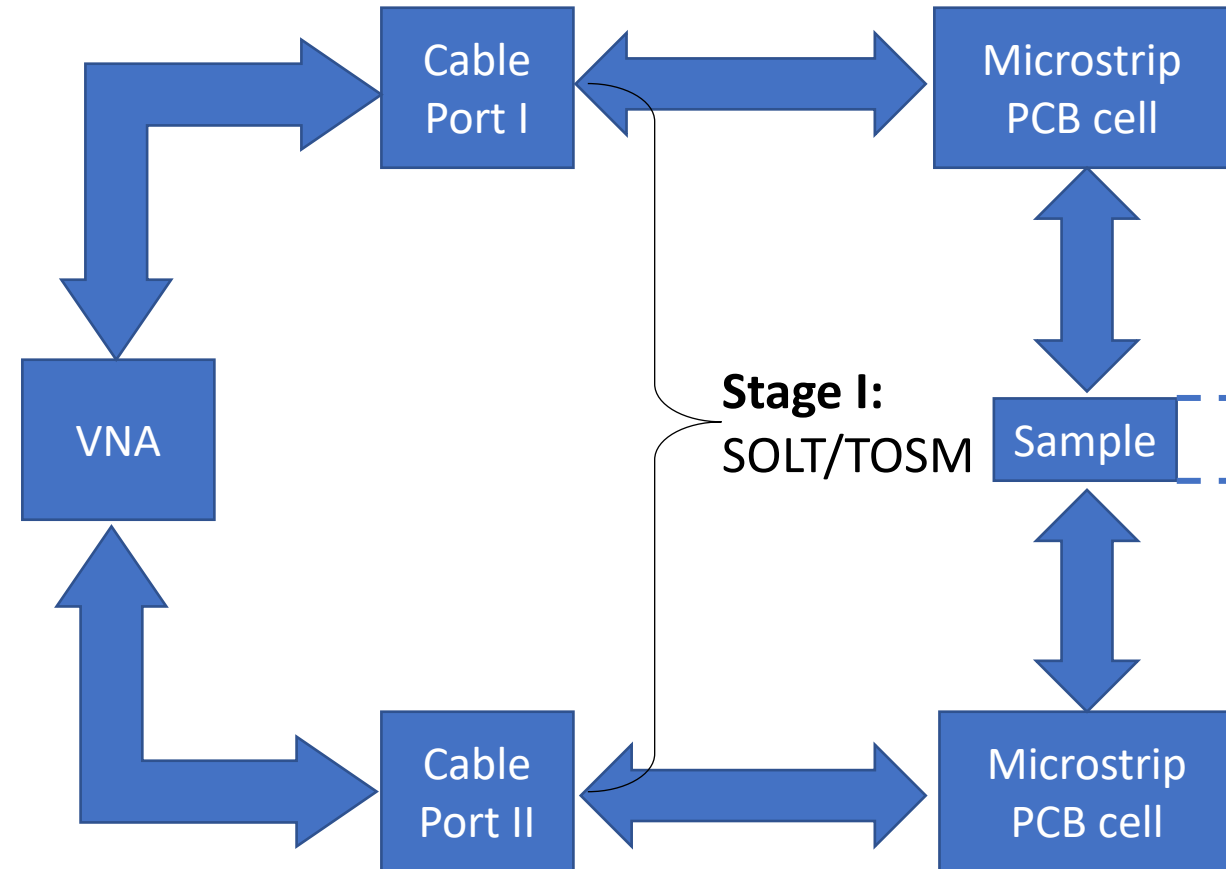 Cable
Port I
Microstrip
PCB cell
VNA
Stage I:
SOLT/TOSM
Sample
Cable
Port II
Microstrip
PCB cell